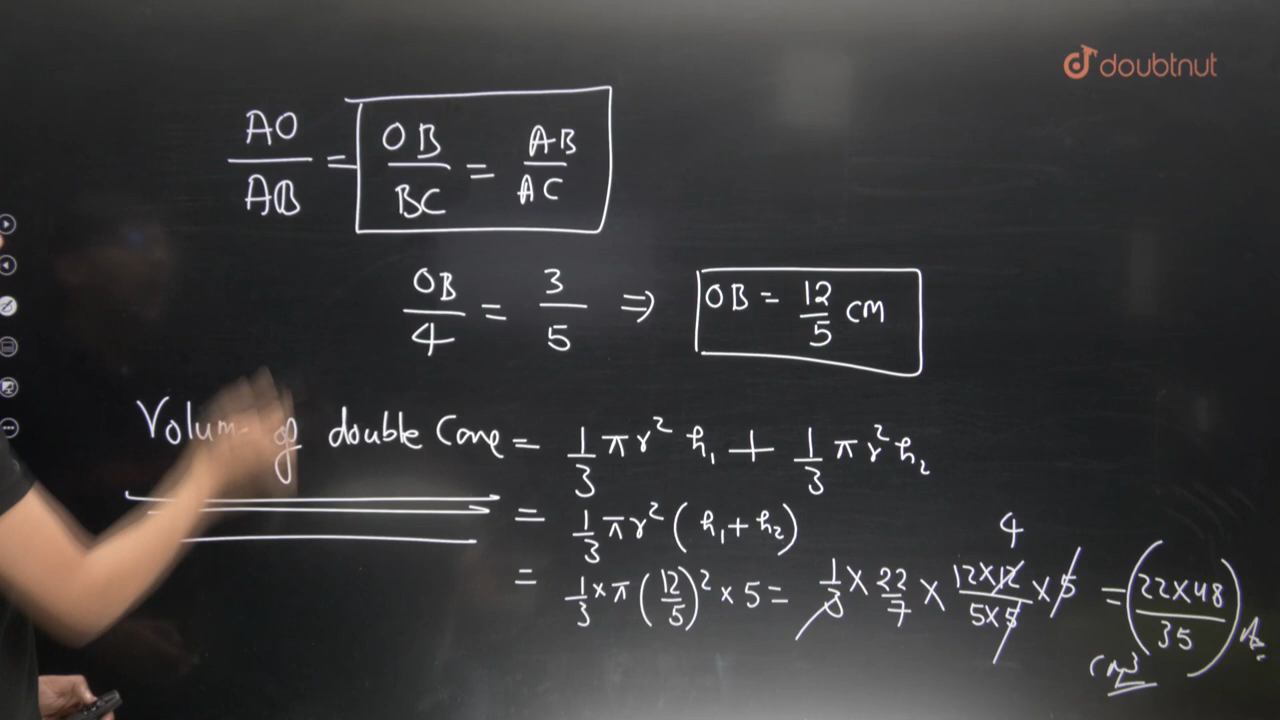 doubtnut
AO/AB = OB/BC = AB/AC
OB/4 = 3/5 ⇒ OB = 12/5 cm
Volume of double Cone = 1/3 πr² h₁ + 1/3 πr² h₂
= 1/3 πr² (h₁ + h₂)
= 1/3 × π (12/5)² × 5 = 1/3 × 22/7 × 12×12/5×5 × 5 = (22×48/35)
4
cm³